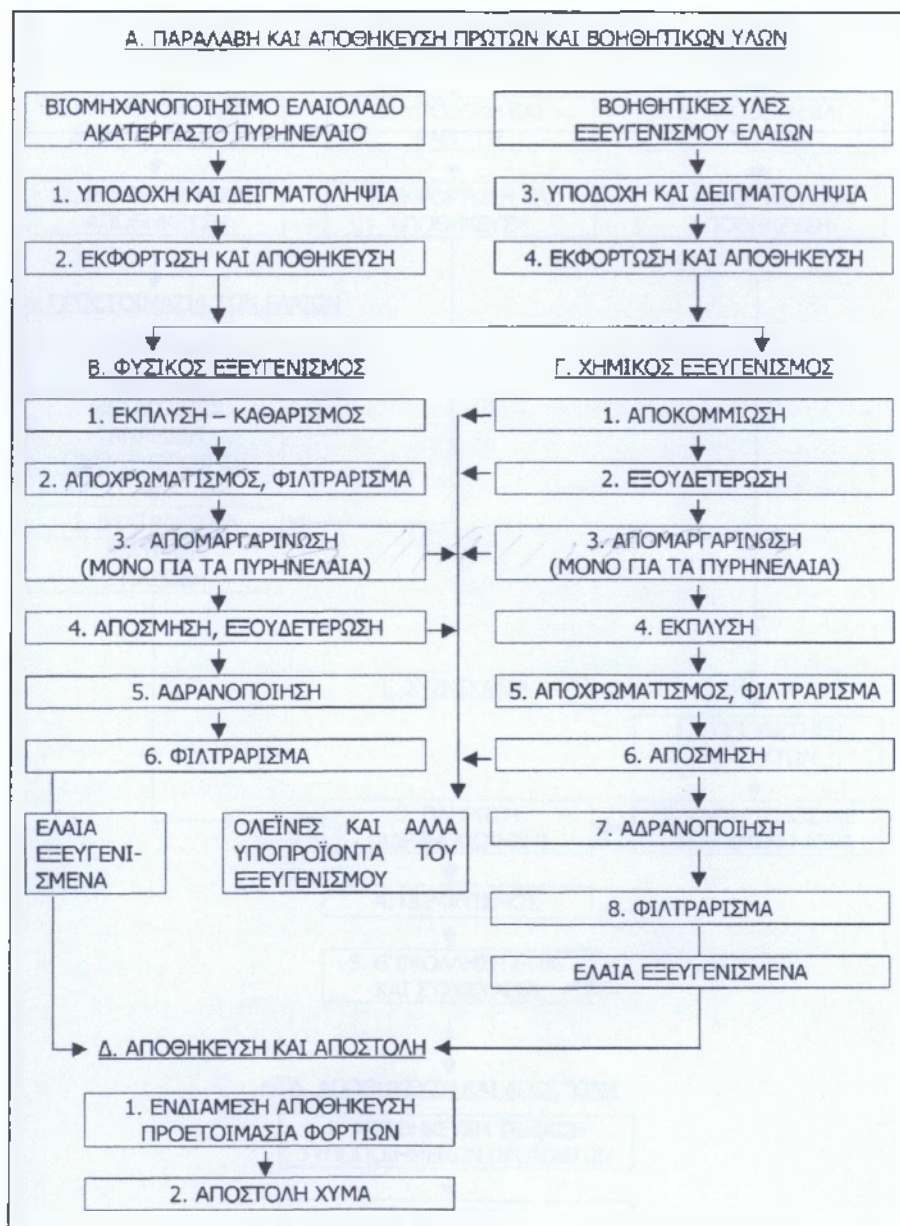 Α. ΠΑΡΑΛΑΒΗ ΚΑΙ ΑΠΟΘΗΚΕΥΣΗ ΠΡΩΤΩΝ ΚΑΙ ΒΟΗΘΗΤΙΚΩΝ ΥΛΩΝ
ΒΙΟΜΗΧΑΝΟΠΟΙΗΣΙΜΟ ΕΛΑΙΟΛΑΔΟ
ΑΚΑΤΕΡΓΑΣΤΟ ΠΥΡΗΝΕΛΑΙΟ
1. ΥΠΟΔΟΧΗ ΚΑΙ ΔΕΙΓΜΑΤΟΛΗΨΙΑ
2. ΕΚΦΟΡΤΩΣΗ ΚΑΙ ΑΠΟΘΗΚΕΥΣΗ
ΒΟΗΘΗΤΙΚΕΣ ΥΛΕΣ
ΕΞΕΥΓΕΝΙΣΜΟΥ ΕΛΑΙΩΝ
3. ΥΠΟΔΟΧΗ ΚΑΙ ΔΕΙΓΜΑΤΟΛΗΨΙΑ
4. ΕΚΦΟΡΤΩΣΗ ΚΑΙ ΑΠΟΘΗΚΕΥΣΗ
Β. ΦΥΣΙΚΟΣ ΕΞΕΥΓΕΝΙΣΜΟΣ
1. ΕΚΠΛΥΣΗ – ΚΑΘΑΡΙΣΜΟΣ
2. ΑΠΟΧΡΩΜΑΤΙΣΜΟΣ, ΦΙΛΤΡΑΡΙΣΜΑ
3. ΑΠΟΜΑΡΓΑΡΙΝΩΣΗ
(ΜΟΝΟ ΓΙΑ ΤΑ ΠΥΡΗΝΕΛΑΙΑ)
4. ΑΠΟΣΜΗΣΗ, ΕΞΟΥΔΕΤΕΡΩΣΗ
5. ΑΔΡΑΝΟΠΟΙΗΣΗ
6. ΦΙΛΤΡΑΡΙΣΜΑ
ΕΛΑΙΑ
ΕΞΕΥΓΕΝΙ-
ΣΜΕΝΑ
ΟΛΕΪΝΕΣ ΚΑΙ ΑΛΛΑ
ΥΠΟΠΡΟΪΟΝΤΑ ΤΟΥ
ΕΞΕΥΓΕΝΙΣΜΟΥ
Γ. ΧΗΜΙΚΟΣ ΕΞΕΥΓΕΝΙΣΜΟΣ
1. ΑΠΟΚΟΜΜΙΩΣΗ
2. ΕΞΟΥΔΕΤΕΡΩΣΗ
3. ΑΠΟΜΑΡΓΑΡΙΝΩΣΗ
(ΜΟΝΟ ΓΙΑ ΤΑ ΠΥΡΗΝΕΛΑΙΑ)
4. ΕΚΠΛΥΣΗ
5. ΑΠΟΧΡΩΜΑΤΙΣΜΟΣ, ΦΙΛΤΡΑΡΙΣΜΑ
6. ΑΠΟΣΜΗΣΗ
7. ΑΔΡΑΝΟΠΟΙΗΣΗ
8. ΦΙΛΤΡΑΡΙΣΜΑ
ΕΛΑΙΑ ΕΞΕΥΓΕΝΙΣΜΕΝΑ
Δ. ΑΠΟΘΗΚΕΥΣΗ ΚΑΙ ΑΠΟΣΤΟΛΗ
1. ΕΝΔΙΑΜΕΣΗ ΑΠΟΘΗΚΕΥΣΗ
ΠΡΟΕΤΟΙΜΑΣΙΑ ΦΟΡΤΙΩΝ
2. ΑΠΟΣΤΟΛΗ ΧΥΜΑ